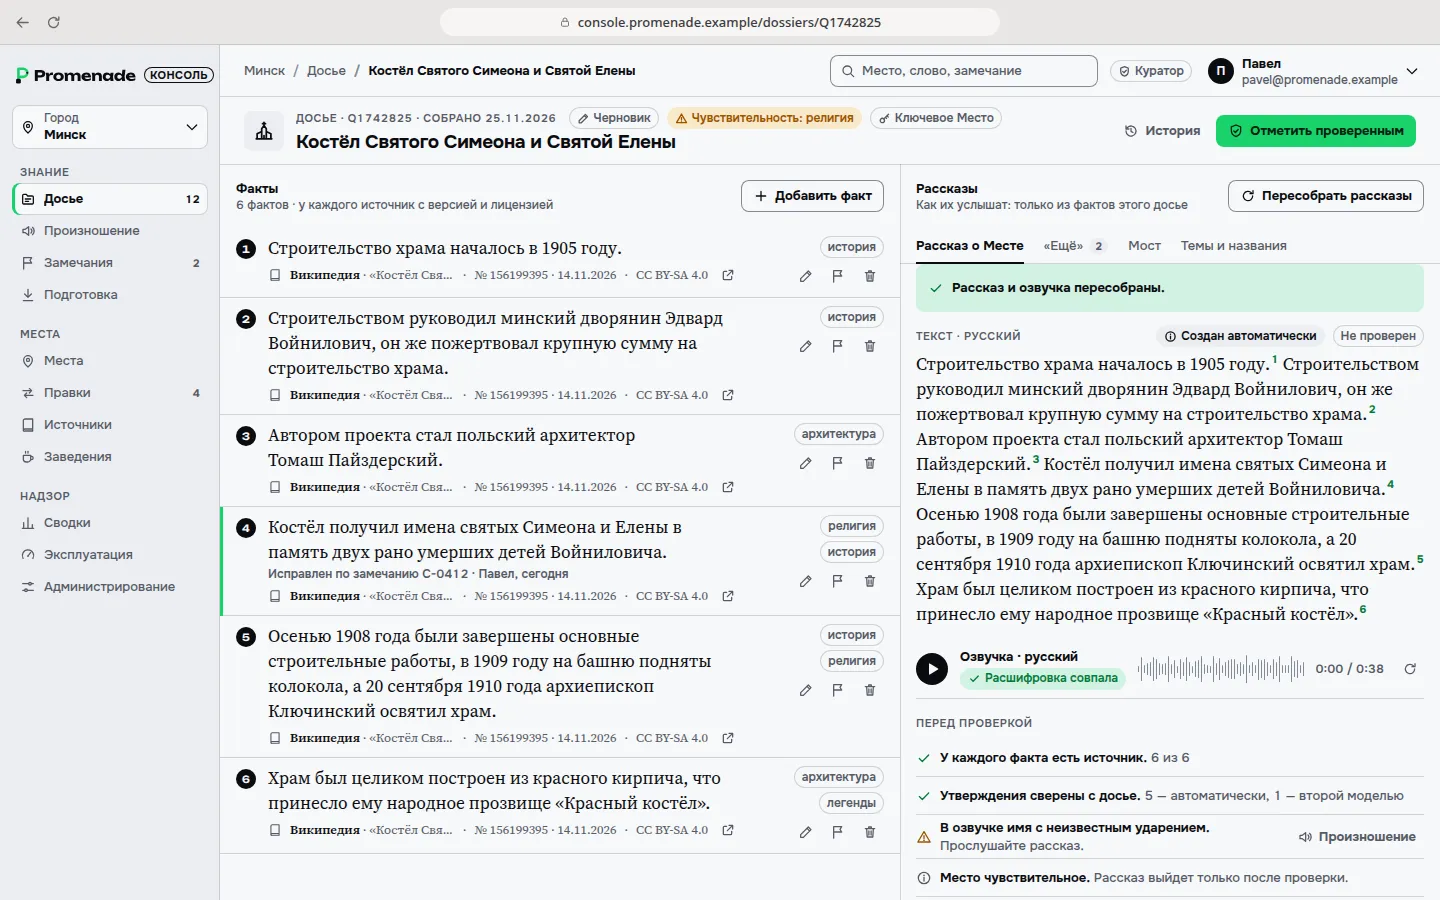 console.promenade.example/dossiers/Q1742825
Promenade КОНСОЛЬ
Город
Минск
ЗНАНИЕ
Досье 12
Произношение
Замечания 2
Подготовка
МЕСТА
Места
Правки 4
Источники
Заведения
НАДЗОР
Сводки
Эксплуатация
Администрирование
Минск / Досье / Костёл Святого Симеона и Святой Елены
Место, слово, замечание
Куратор
П
Павел
pavel@promenade.example
ДОСЬЕ · Q1742825 · СОБРАНО 25.11.2026 Черновик Чувствительность: религия Ключевое Место
Костёл Святого Симеона и Святой Елены
История
Отметить проверенным
Факты
6 фактов · у каждого источник с версией и лицензией
Добавить факт
1 Строительство храма началось в 1905 году. история
Википедия · «Костёл Свя... · № 156199395 · 14.11.2026 · CC BY-SA 4.0
2 Строительством руководил минский дворянин Эдвард история
Войнилович, он же пожертвовал крупную сумму на
строительство храма.
Википедия · «Костёл Свя... · № 156199395 · 14.11.2026 · CC BY-SA 4.0
3 Автором проекта стал польский архитектор архитектура
Томаш Пайздерский.
Википедия · «Костёл Свя... · № 156199395 · 14.11.2026 · CC BY-SA 4.0
4 Костёл получил имена святых Симеона и Елены в религия
память двух рано умерших детей Войниловича. история
Исправлен по замечанию С-0412 · Павел, сегодня
Википедия · «Костёл Свя... · № 156199395 · 14.11.2026 · CC BY-SA 4.0
5 Осенью 1908 года были завершены основные история
строительные работы, в 1909 году на башню подняты религия
колокола, а 20 сентября 1910 года архиепископ
Ключинский освятил храм.
Википедия · «Костёл Свя... · № 156199395 · 14.11.2026 · CC BY-SA 4.0
6 Храм был целиком построен из красного кирпича, что архитектура
принесло ему народное прозвище «Красный костёл». легенды
Википедия · «Костёл Свя... · № 156199395 · 14.11.2026 · CC BY-SA 4.0
Рассказы
Как их услышат: только из фактов этого досье
Пересобрать рассказы
Рассказ о Месте «Ещё» 2 Мост Темы и названия
Рассказ и озвучка пересобраны.
ТЕКСТ · РУССКИЙ Создан автоматически Не проверен
Строительство храма началось в 1905 году. 1 Строительством
руководил минский дворянин Эдвард Войнилович, он же
пожертвовал крупную сумму на строительство храма. 2
Автором проекта стал польский архитектор Томаш
Пайздерский. 3 Костёл получил имена святых Симеона и
Елены в память двух рано умерших детей Войниловича. 4
Осенью 1908 года были завершены основные строительные
работы, в 1909 году на башню подняты колокола, а 20
сентября 1910 года архиепископ Ключинский освятил храм. 5
Храм был целиком построен из красного кирпича, что
принесло ему народное прозвище «Красный костёл». 6
Озвучка · русский
Расшифровка совпала
0:00 / 0:38
ПЕРЕД ПРОВЕРКОЙ
У каждого факта есть источник. 6 из 6
Утверждения сверены с досье. 5 — автоматически, 1 — второй моделью
В озвучке имя с неизвестным ударением.
Прослушайте рассказ.
Произношение
Место чувствительное. Рассказ выйдет только после проверки.